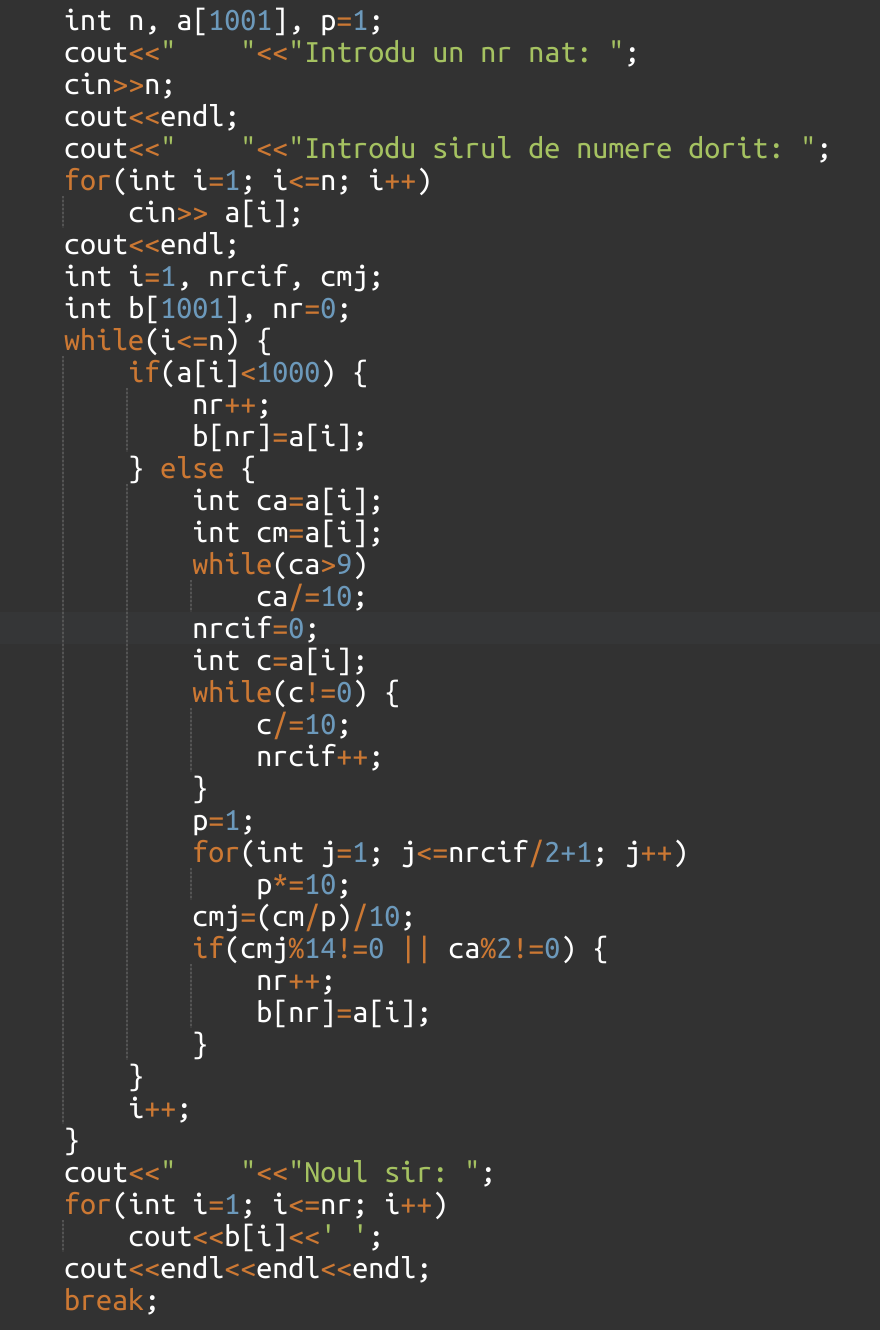 int n, a[1001], p=1;
cout<<"    "<<"Introdu un nr nat: ";
cin>>n;
cout<<endl;
cout<<"    "<<"Introdu sirul de numere dorit: ";
for(int i=1; i<=n; i++)
    cin>> a[i];
cout<<endl;
int i=1, nrcif, cmj;
int b[1001], nr=0;
while(i<=n) {
    if(a[i]<1000) {
        nr++;
        b[nr]=a[i];
    } else {
        int ca=a[i];
        int cm=a[i];
        while(ca>9)
            ca/=10;
        nrcif=0;
        int c=a[i];
        while(c!=0) {
            c/=10;
            nrcif++;
        }
        p=1;
        for(int j=1; j<=nrcif/2+1; j++)
            p*=10;
        cmj=(cm/p)/10;
        if(cmj%14!=0 || ca%2!=0) {
            nr++;
            b[nr]=a[i];
        }
    }
    i++;
}
cout<<"    "<<"Noul sir: ";
for(int i=1; i<=nr; i++)
    cout<<b[i]<<' ';
cout<<endl<<endl<<endl;
break;